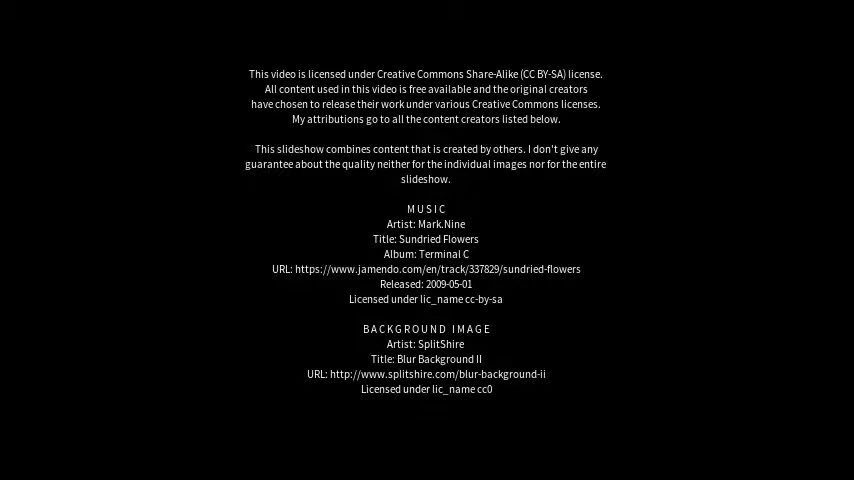 This video is licensed under Creative Commons Share-Alike (CC BY-SA) license.
All content used in this video is free available and the original creators
have chosen to release their work under various Creative Commons licenses.
My attributions go to all the content creators listed below.
This slideshow combines content that is created by others. I don't give any
guarantee about the quality neither for the individual images nor for the entire
slideshow.
MUSIC
Artist: Mark.Nine
Title: Sundried Flowers
Album: Terminal C
URL: https://www.jamendo.com/en/track/337829/sundried-flowers
Released: 2009-05-01
Licensed under lic_name cc-by-sa
BACKGROUND IMAGE
Artist: SplitShire
Title: Blur Background II
URL: http://www.splitshire.com/blur-background-ii
Licensed under lic_name cc0